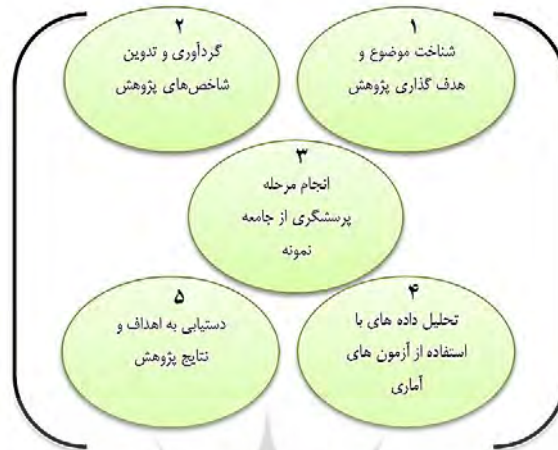 ۱
شناخت موضوع و
هدف گذاری پژوهش
۲
گردآوری و تدوین
شاخص‌های پژوهش
۳
انجام مرحله
پرسشگری از جامعه
نمونه
۴
تحلیل داده های با
استفاده از آزمون های
آماری
۵
دستیابی به اهداف و
نتایج پژوهش